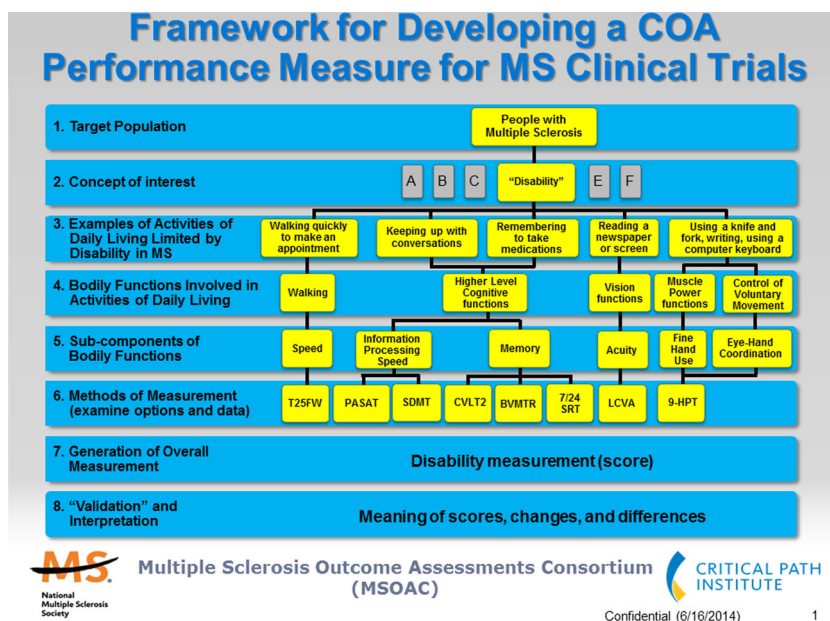 Framework for Developing a COA
Performance Measure for MS Clinical Trials
1. Target Population
People with
Multiple Sclerosis
2. Concept of interest
A
B
C
“Disability”
E
F
3. Examples of Activities of
Daily Living Limited by
Disability in MS
Walking quickly
to make an
appointment
Keeping up with
conversations
Remembering
to take
medications
Reading a
newspaper
or screen
Using a knife and
fork, writing, using a
computer keyboard
4. Bodily Functions Involved in
Activities of Daily Living
Walking
Higher Level
Cognitive
functions
Vision
functions
Muscle
Power
functions
Control of
Voluntary
Movement
5. Sub-components of
Bodily Functions
Speed
Information
Processing
Speed
Memory
Acuity
Fine
Hand
Use
Eye-Hand
Coordination
6. Methods of Measurement
(examine options and data)
T25FW
PASAT
SDMT
CVLT2
BVMTR
7/24
SRT
LCVA
9-HPT
7. Generation of Overall
Measurement
Disability measurement (score)
8. “Validation” and
Interpretation
Meaning of scores, changes, and differences
MS.
National
Multiple Sclerosis
Society
Multiple Sclerosis Outcome Assessments Consortium
(MSOAC)
CRITICAL PATH
INSTITUTE
Confidential (6/16/2014)
1